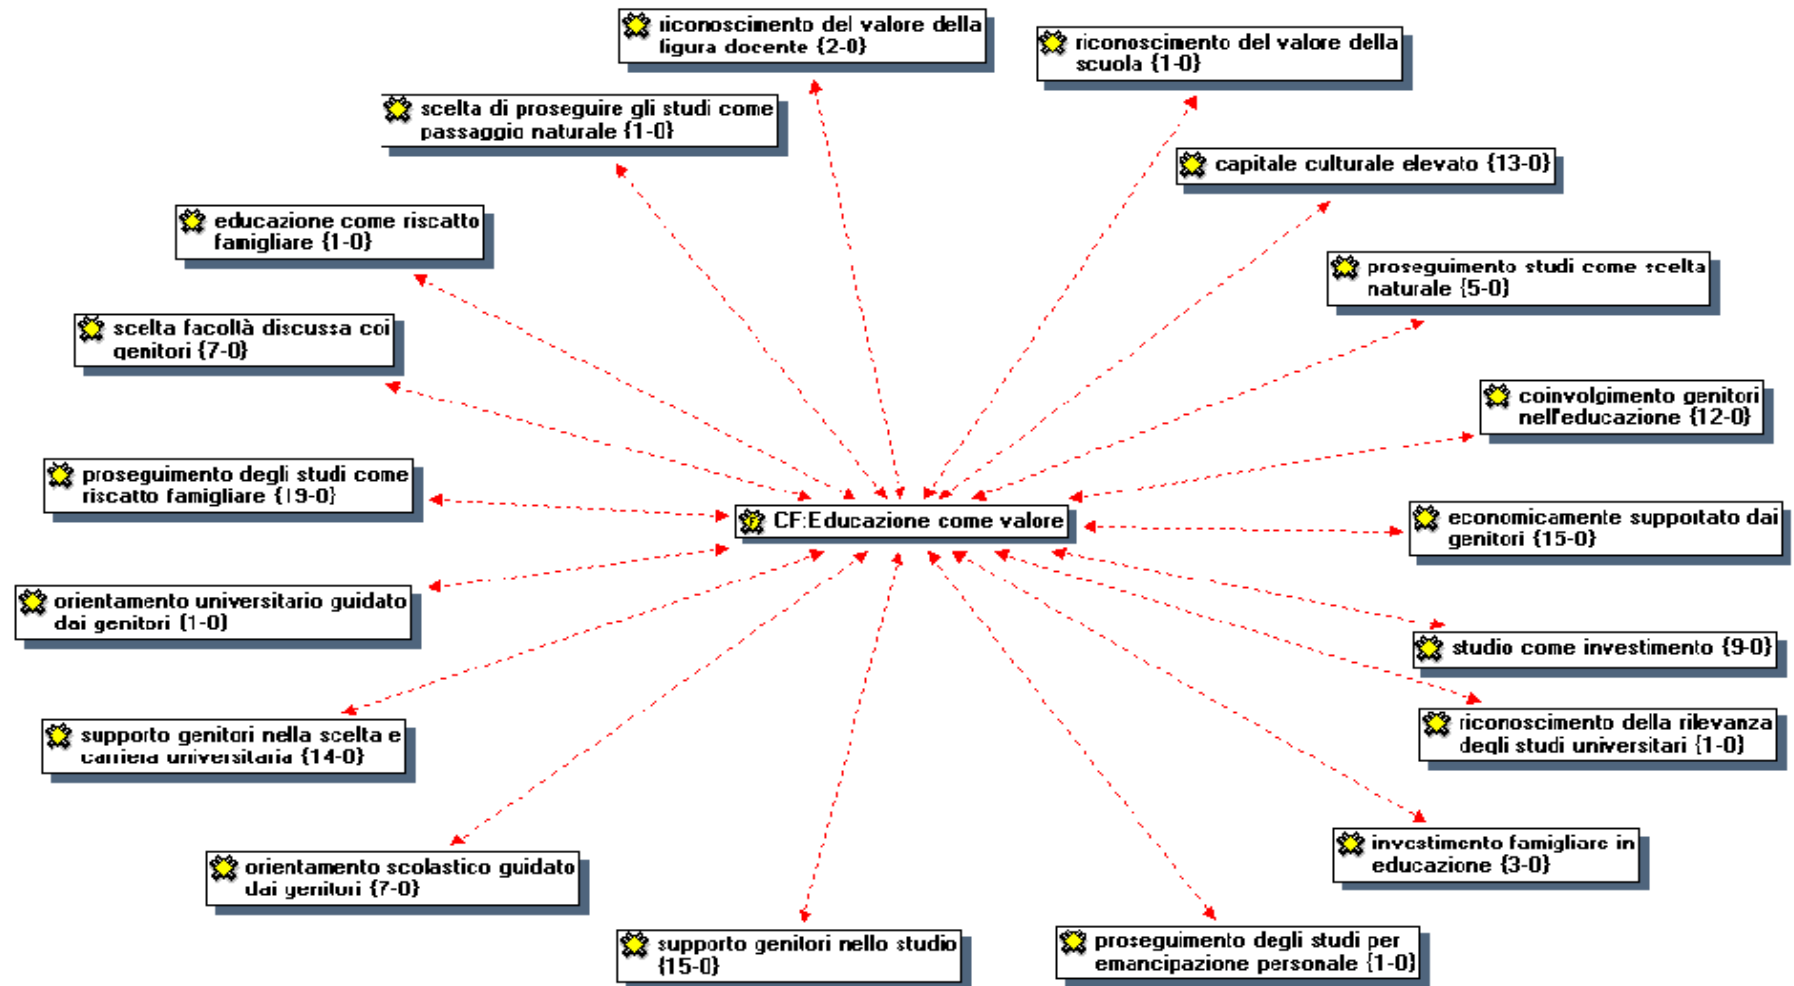 riconoscimento del valore della
figura docente {2-0}
riconoscimento del valore della
scuola {1-0}
scelta di proseguire gli studi come
passaggio naturale {1-0}
capitale culturale elevato {13-0}
educazione come riscatto
famigliare {1-0}
proseguimento studi come scelta
naturale {5-0}
scelta facoltà discussa coi
genitori {7-0}
coinvolgimento genitori
nell'educazione {12-0}
proseguimento degli studi come
riscatto famigliare {19-0}
CF:Educazione come valore
economicamente supportato dai
genitori {15-0}
orientamento universitario guidato
dai genitori {1-0}
studio come investimento {9-0}
supporto genitori nella scelta e
carriera universitaria {14-0}
riconoscimento della rilevanza
degli studi universitari {1-0}
investimento famigliare in
educazione {3-0}
orientamento scolastico guidato
dai genitori {7-0}
supporto genitori nello studio
{15-0}
proseguimento degli studi per
emancipazione personale {1-0}